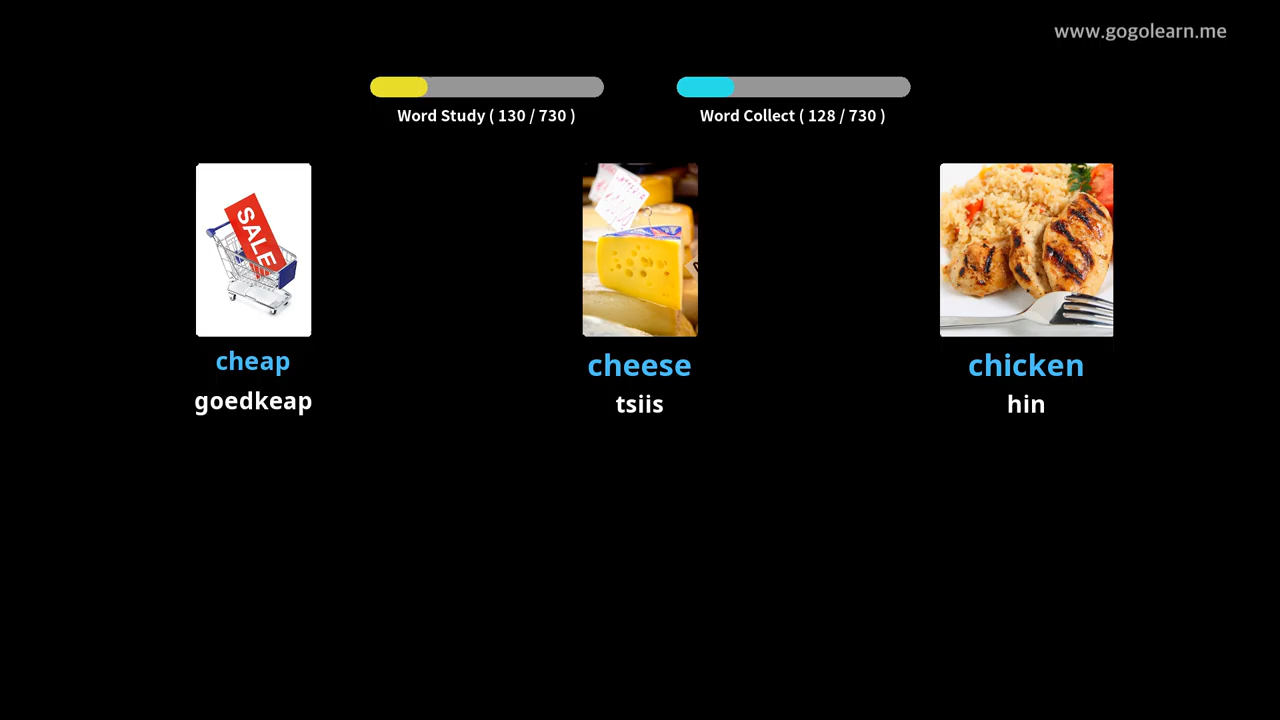 www.gogolearn.me
Word Study ( 130 / 730 )
Word Collect ( 128 / 730 )
SALE
cheap
cheese
chicken
goedkeap
tsiis
hin